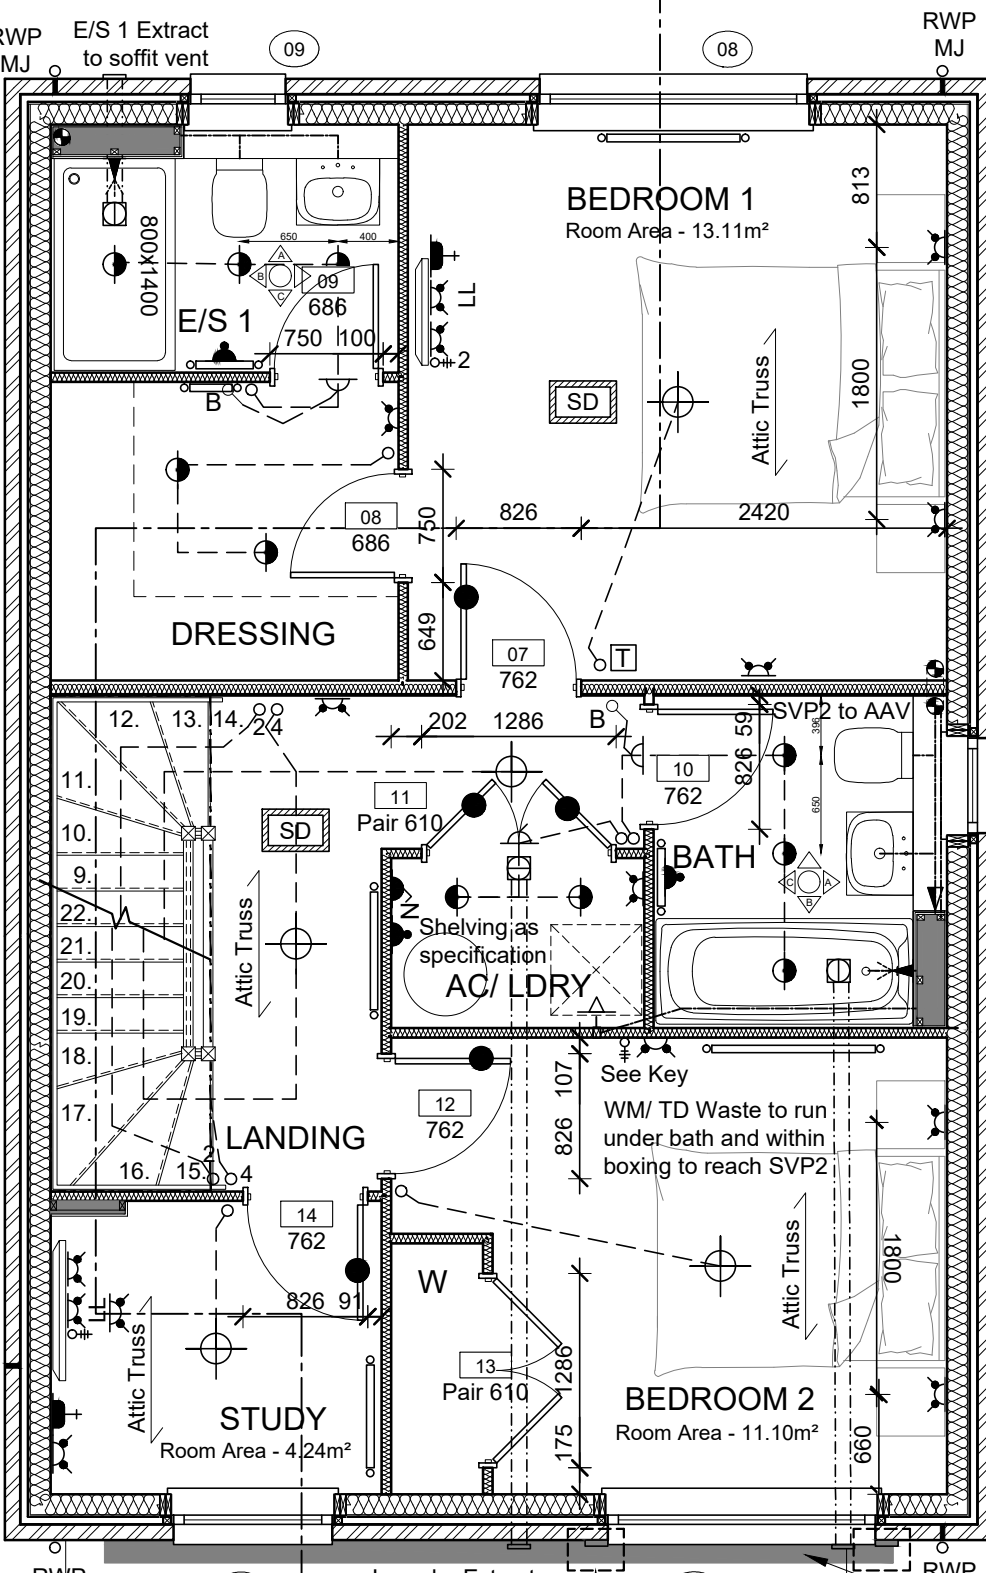 RWP
MJ
E/S 1 Extract
to soffit vent
09
08
RWP
MJ
BEDROOM 1
Room Area - 13.11m²
813
800x1400
650
400
A
B
C
09
686
E/S 1
750
100
LL
2
B
SD
Attic Truss
1800
08
686
750
826
2420
DRESSING
649
07
762
T
12.
13.
14.
2
4
202
1286
B
SVP2 to AAV
59
826
396
650
11.
10.
9.
22.
21.
20.
19.
18.
17.
16.
15.
11
Pair 610
10
762
SD
BATH
C
A
B
N
Attic Truss
Shelving as
specification
AC/ LDRY
See Key
107
826
WM/ TD Waste to run
under bath and within
boxing to reach SVP2
12
762
LANDING
2
4
14
762
W
826
91
LL
Attic Truss
Attic Truss
1800
13
Pair 610
1286
175
STUDY
Room Area - 4.24m²
BEDROOM 2
Room Area - 11.10m²
660
RWP
RWP